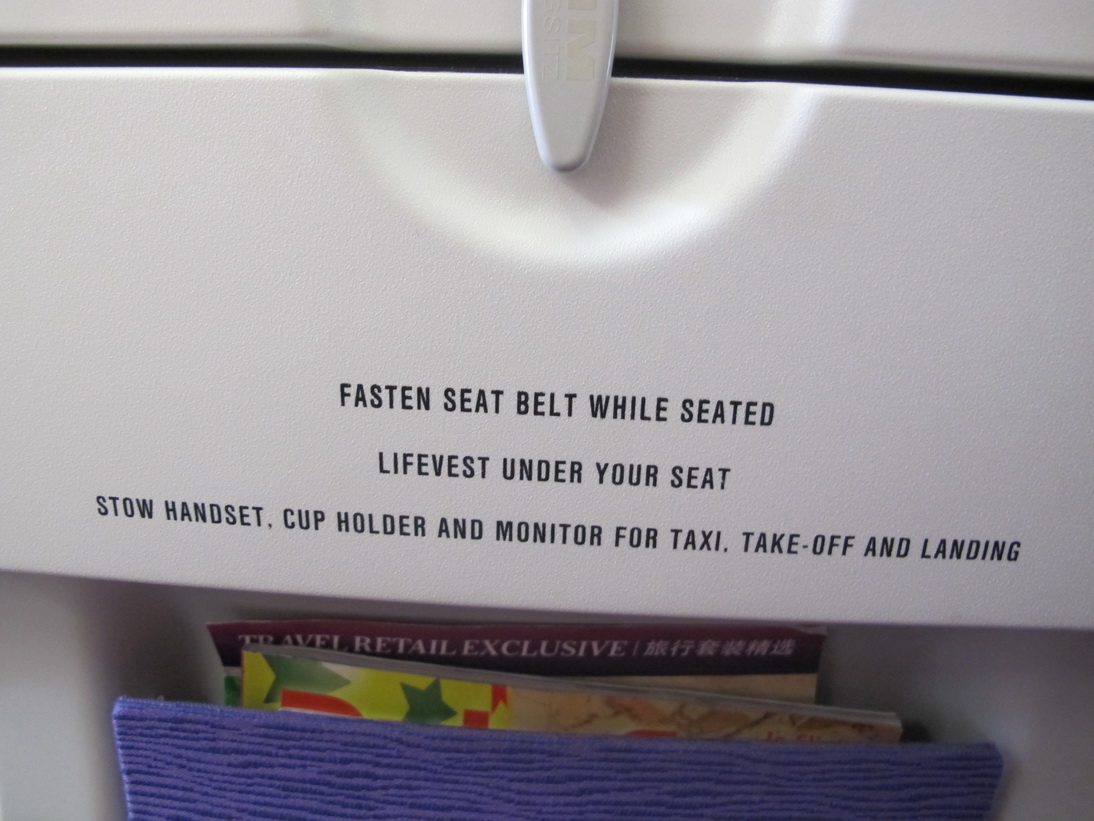 FASTEN SEAT BELT WHILE SEATED
LIFEVEST UNDER YOUR SEAT
STOW HANDSET, CUP HOLDER AND MONITOR FOR TAXI, TAKE-OFF AND LANDING
TRAVEL RETAIL EXCLUSIVE | 旅行套装精选